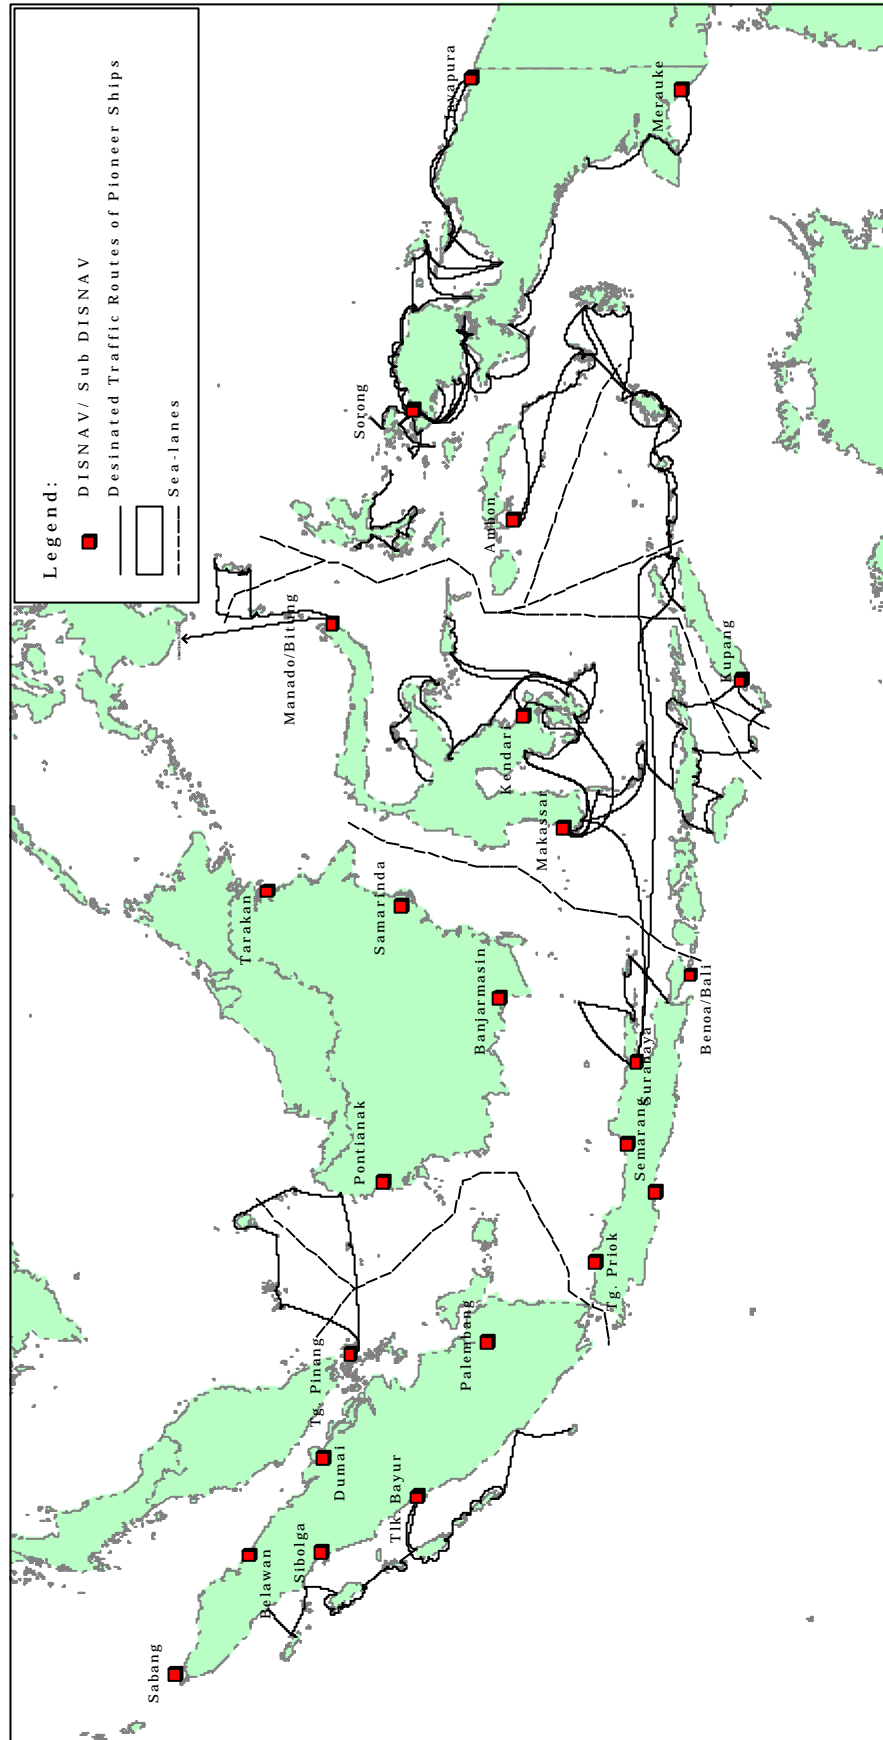 Legend:
DISNAV/ Sub DISNAV
Desinated Traffic Routes of Pioneer Ships
Sea-lanes
Sabang
Belawan
Sibolga
Dumai
Tlk. Bayur
Tg. Pinang
Palembang
Tg. Priok
Pontianak
Semarang
Surabaya
Banjarmasin
Benoa/Bali
Tarakan
Samarinda
Makassar
Kendari
Manado/Bitung
Kupang
Ambon
Sorong
Jayapura
Merauke